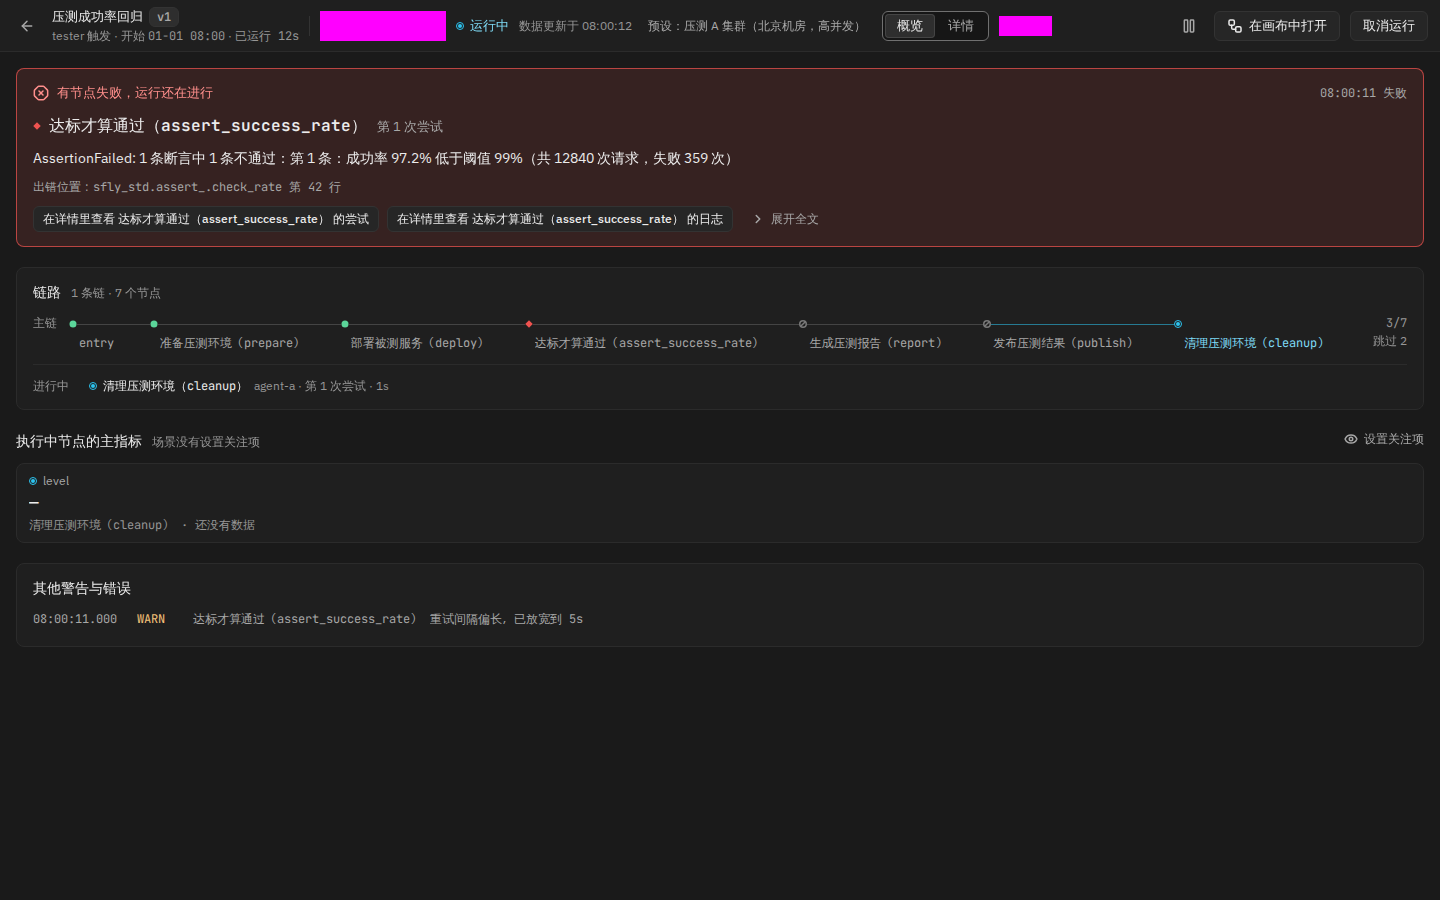 压测成功率回归 v1
tester 触发 · 开始 01-01 08:00 · 已运行 12s
运行中 数据更新于 08:00:12 预设：压测 A 集群（北京机房，高并发） 概览 详情 在画布中打开 取消运行
有节点失败，运行还在进行 08:00:11 失败
达标才算通过（assert_success_rate） 第 1 次尝试
AssertionFailed: 1 条断言中 1 条不通过：第 1 条：成功率 97.2% 低于阈值 99%（共 12840 次请求，失败 359 次）
出错位置：sfly_std.assert_.check_rate 第 42 行
在详情里查看 达标才算通过（assert_success_rate） 的尝试 在详情里查看 达标才算通过（assert_success_rate） 的日志 展开全文
链路 1 条链 · 7 个节点
主链 3/7
entry 准备压测环境（prepare） 部署被测服务（deploy） 达标才算通过（assert_success_rate） 生成压测报告（report） 发布压测结果（publish） 清理压测环境（cleanup） 跳过 2
进行中 清理压测环境（cleanup） agent-a · 第 1 次尝试 · 1s
执行中节点的主指标 场景没有设置关注项 设置关注项
level
—
清理压测环境（cleanup） · 还没有数据
其他警告与错误
08:00:11.000 WARN 达标才算通过（assert_success_rate） 重试间隔偏长，已放宽到 5s